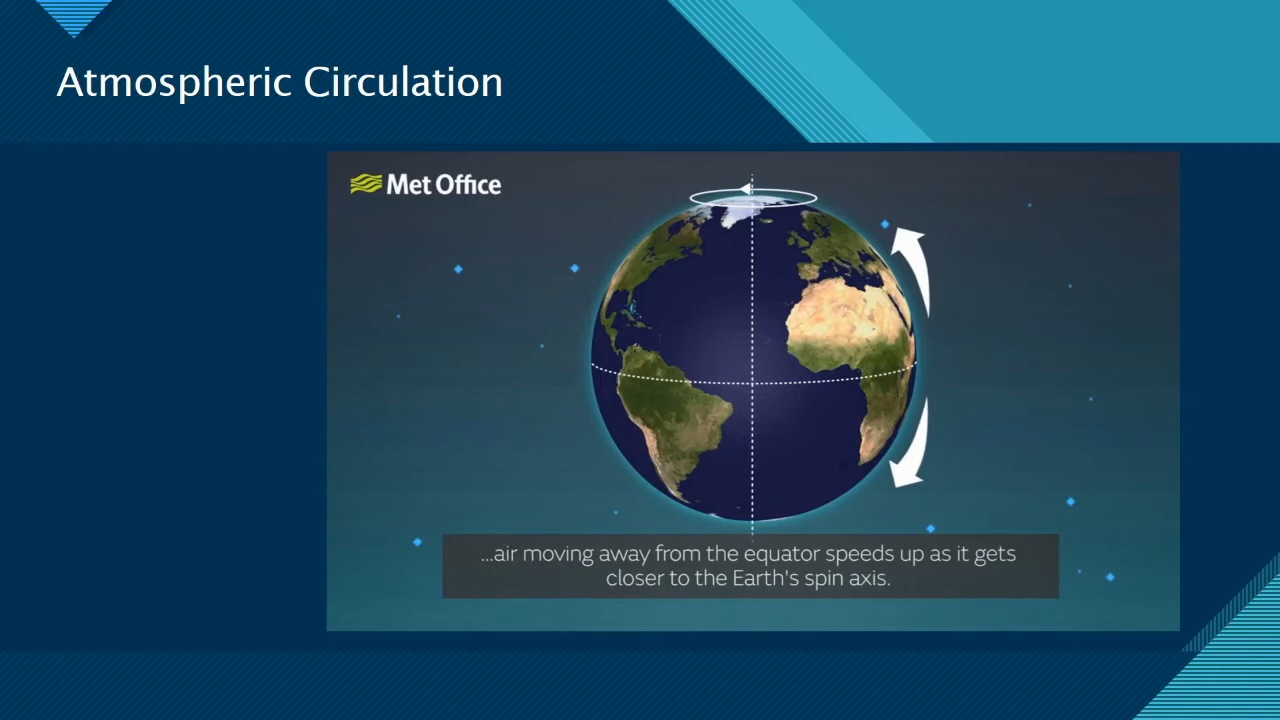 Atmospheric Circulation
Met Office
...air moving away from the equator speeds up as it gets
closer to the Earth's spin axis.